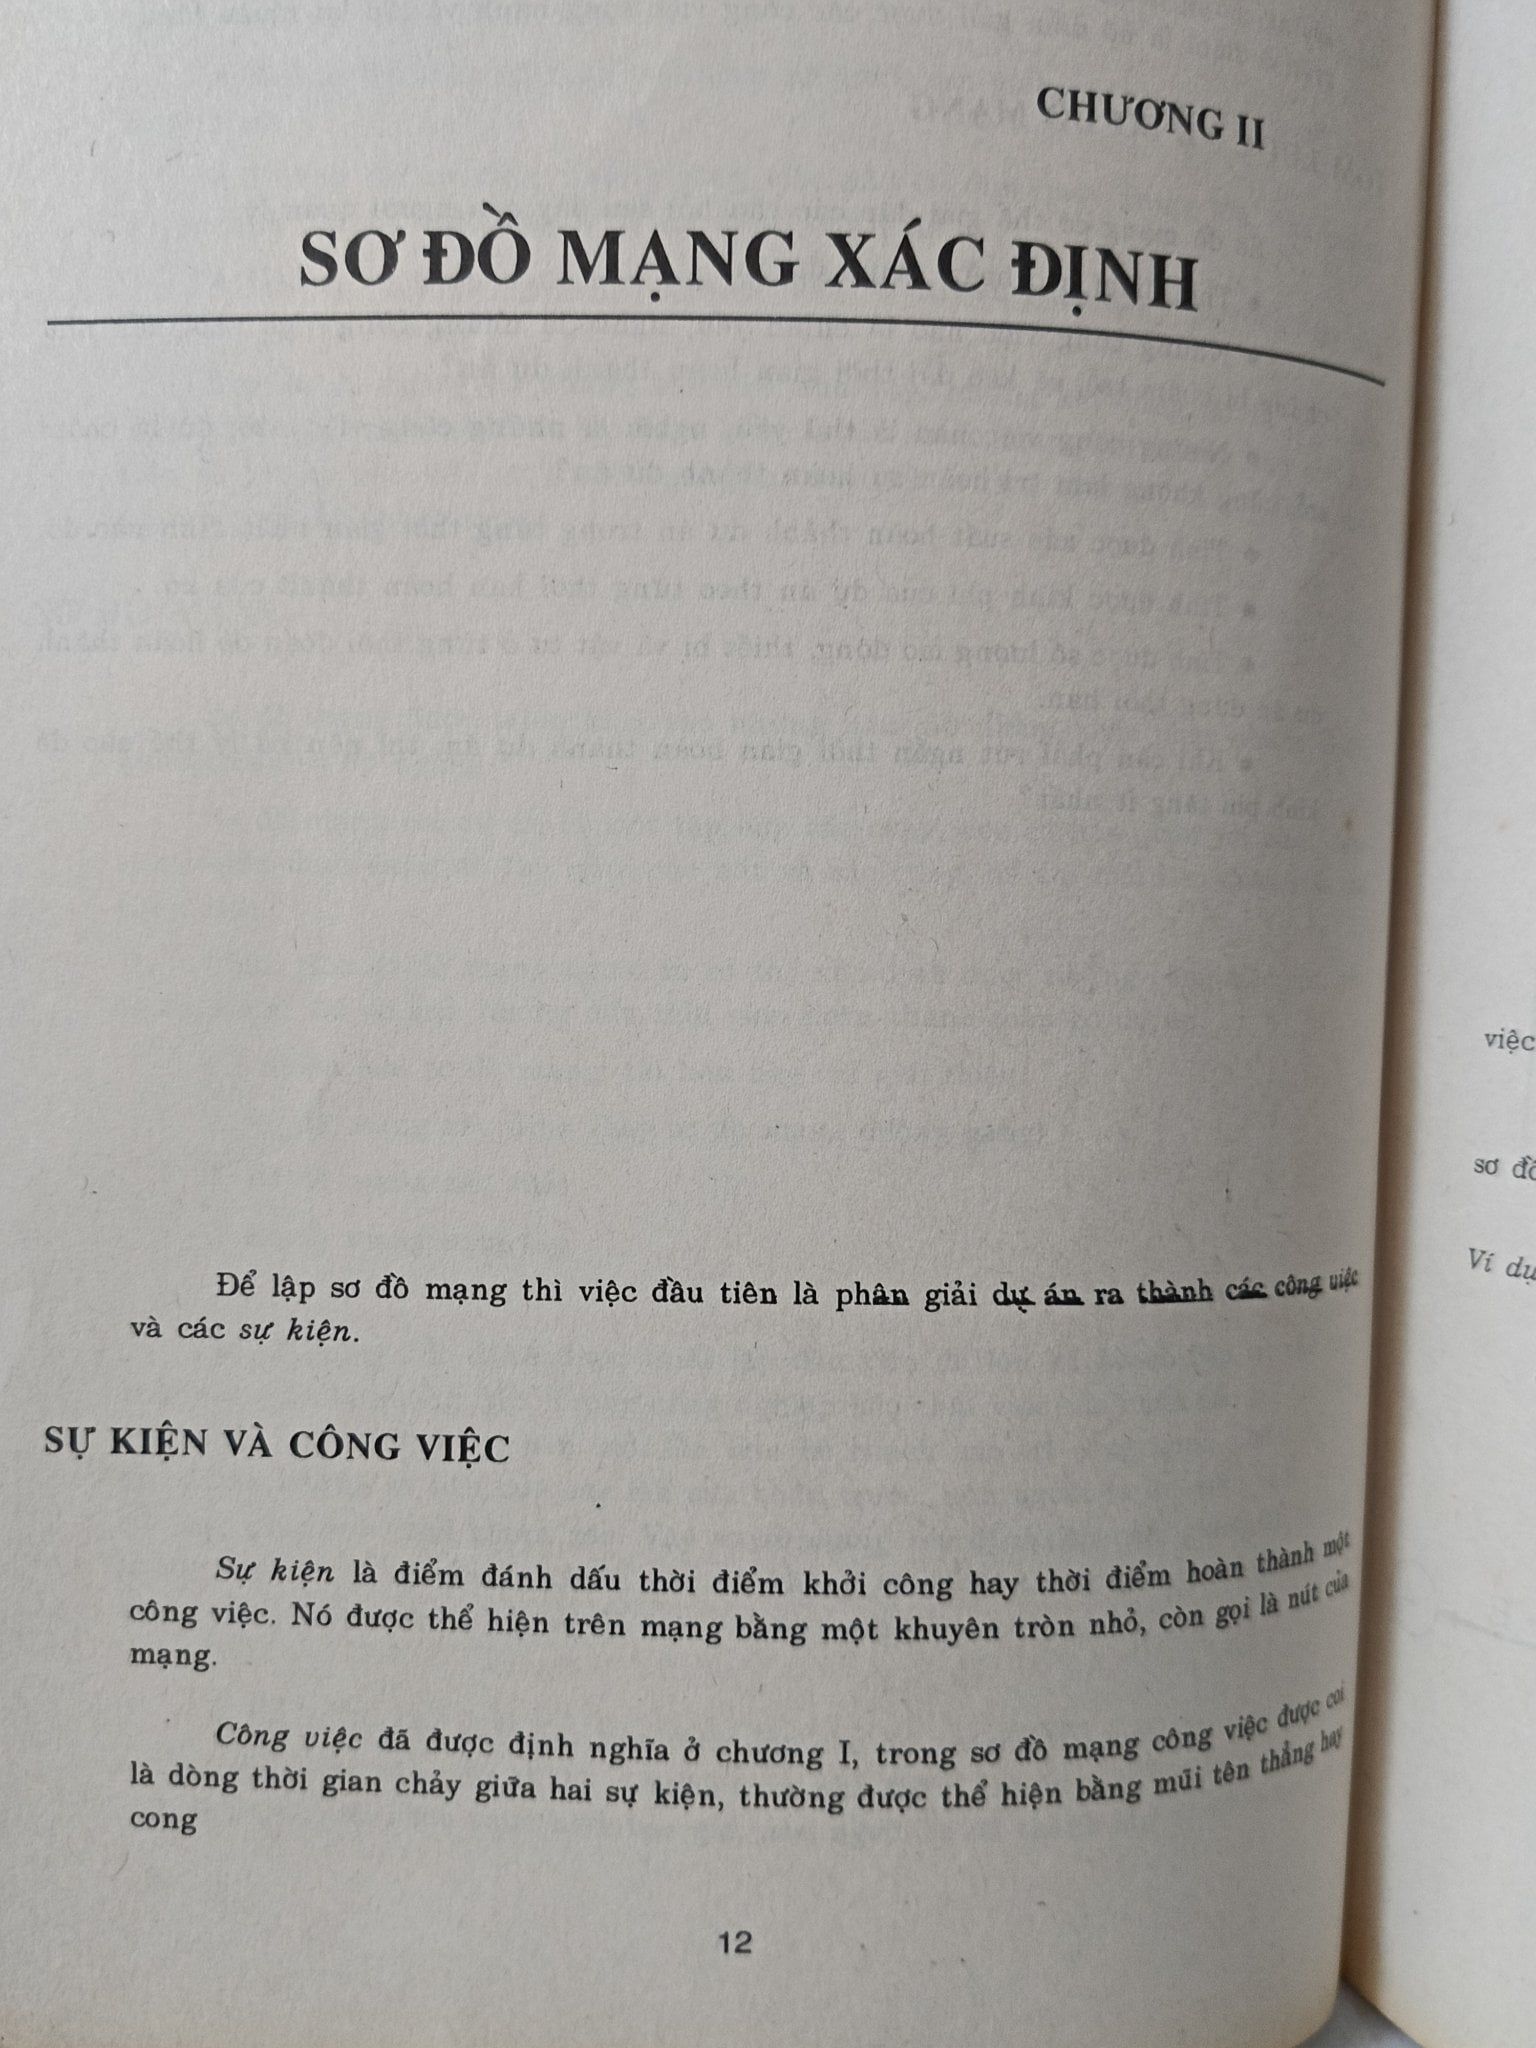 CHƯƠNG II
SƠ ĐỒ MẠNG XÁC ĐỊNH
Để lập sơ đồ mạng thì việc đầu tiên là phân giải dự án ra thành các công việc
và các sự kiện.
SỰ KIỆN VÀ CÔNG VIỆC
Sự kiện là điểm đánh dấu thời điểm khởi công hay thời điểm hoàn thành một
công việc. Nó được thể hiện trên mạng bằng một khuyên tròn nhỏ, còn gọi là nút của
mạng.
Công việc đã được định nghĩa ở chương I, trong sơ đồ mạng công việc được coi
là dòng thời gian chảy giữa hai sự kiện, thường được thể hiện bằng mũi tên thẳng hay
cong
12
việc
sơ đồ
Ví dụ